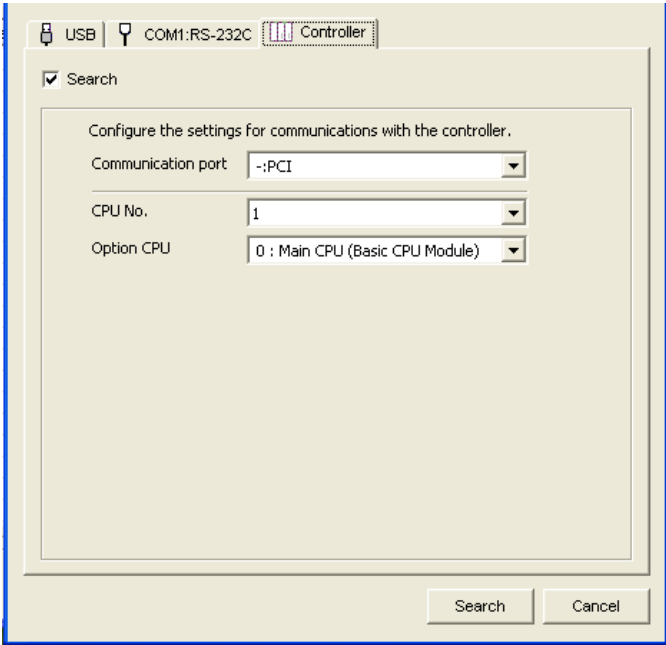 USB COM1:RS-232C Controller
Search
Configure the settings for communications with the controller.
Communication port -:PCI
CPU No. 1
Option CPU 0 : Main CPU (Basic CPU Module)
Search Cancel